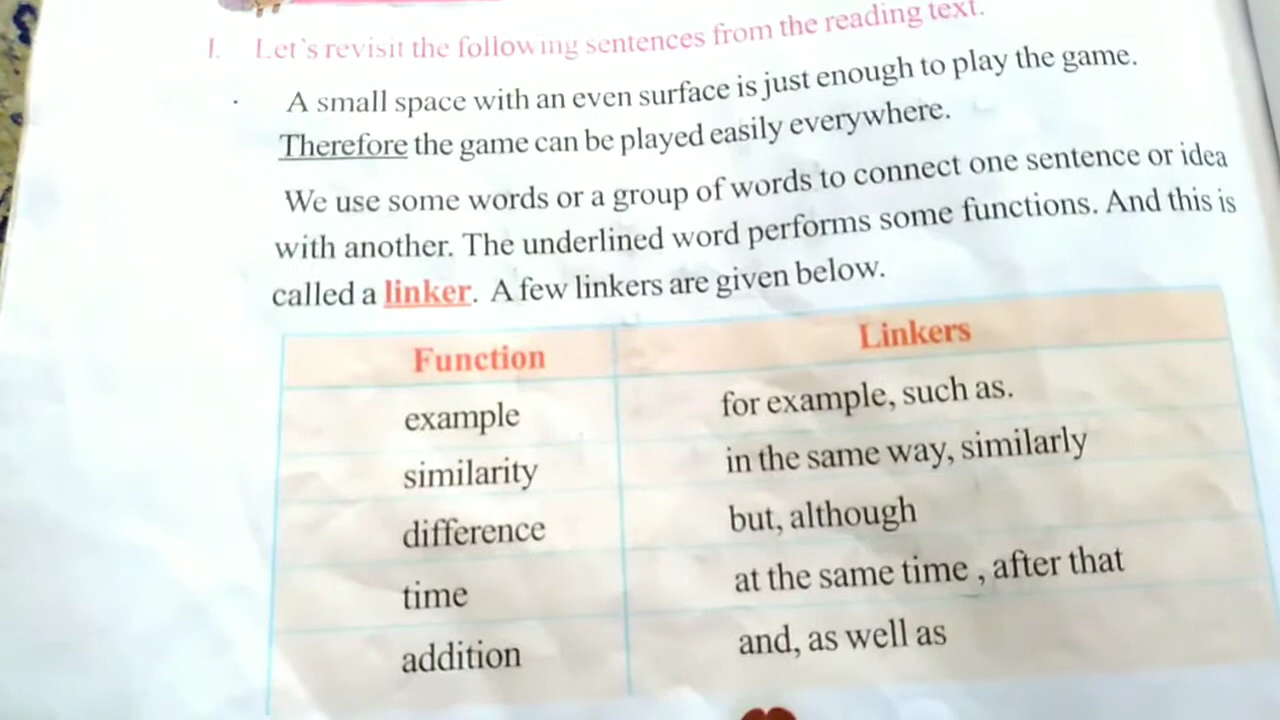 I. Let's revisit the following sentences from the reading text.
· A small space with an even surface is just enough to play the game.
Therefore the game can be played easily everywhere.
We use some words or a group of words to connect one sentence or idea
with another. The underlined word performs some functions. And this is
called a linker. A few linkers are given below.
Function Linkers
example for example, such as.
similarity in the same way, similarly
difference but, although
time at the same time , after that
addition and, as well as